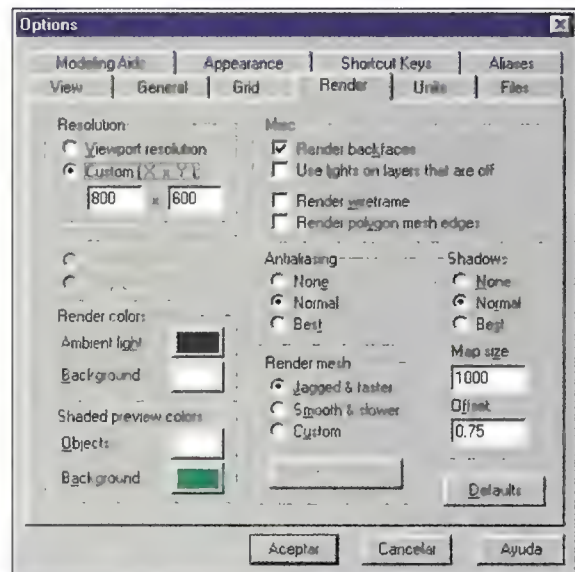 Options
Modeling Aids Appearance Shortcut Keys Aliases
View General Grid Render Units Files
Resolution
Viewport resolution
Custom (X x Y):
800 x 600
Misc
Render backfaces
Use lights on layers that are off
Render wireframe
Render polygon mesh edges
Antialiasing
None
Normal
Best
Shadows
None
Normal
Best
Render colors
Ambient light
Background
Render mesh
Jagged & faster
Smooth & slower
Custom
Map size
1000
Offset
0.75
Shaded preview colors
Objects
Background
Defaults
Aceptar Cancelar Ayuda